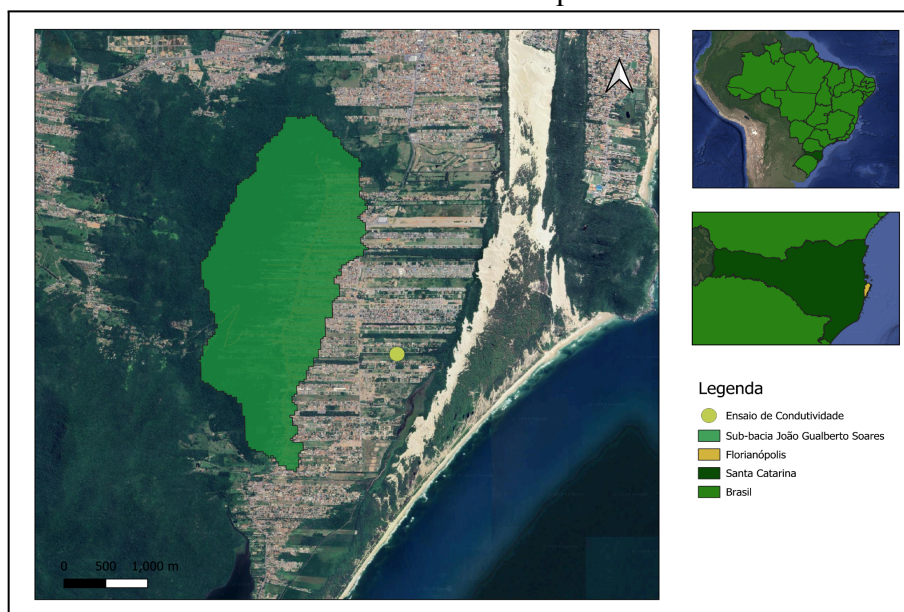 0 500 1,000 m
Legenda
Ensaio de Condutividade
Sub-bacia João Gualberto Soares
Florianópolis
Santa Catarina
Brasil